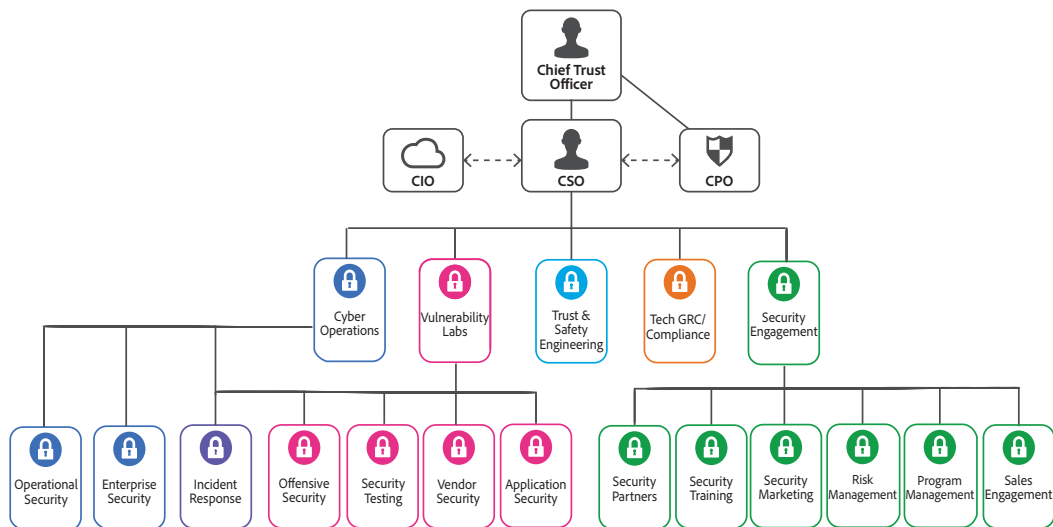 Chief Trust
Officer
CIO
CSO
CPO
Cyber
Operations
Vulnerability
Labs
Trust &
Safety
Engineering
Tech GRC/
Compliance
Security
Engagement
Operational
Security
Enterprise
Security
Incident
Response
Offensive
Security
Security
Testing
Vendor
Security
Application
Security
Security
Partners
Security
Training
Security
Marketing
Risk
Management
Program
Management
Sales
Engagement